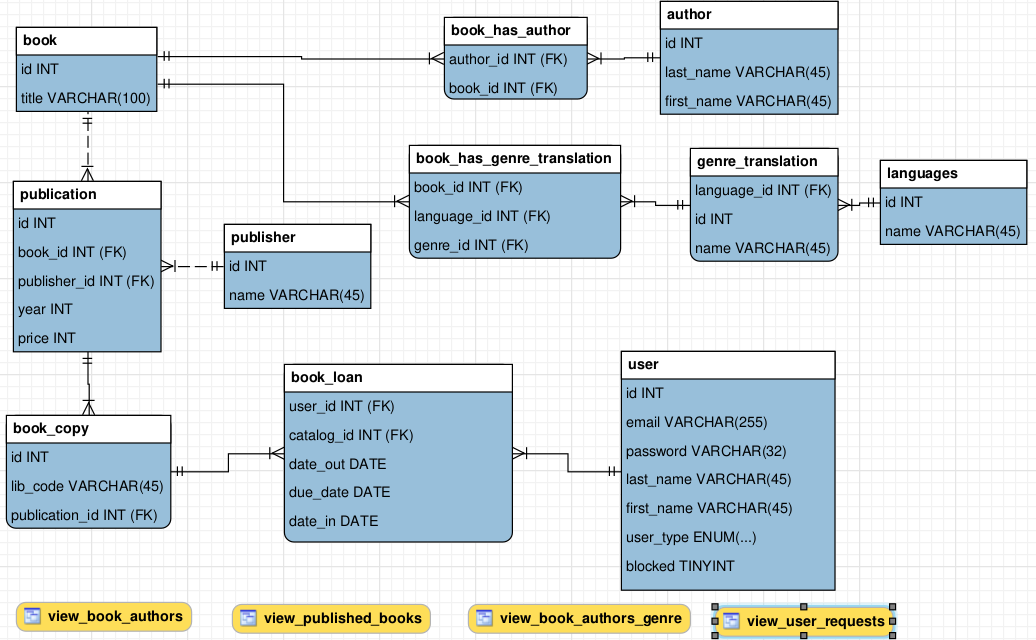 book
id INT
title VARCHAR(100)
book_has_author
author_id INT (FK)
book_id INT (FK)
author
id INT
last_name VARCHAR(45)
first_name VARCHAR(45)
publication
id INT
book_id INT (FK)
publisher_id INT (FK)
year INT
price INT
publisher
id INT
name VARCHAR(45)
book_has_genre_translation
book_id INT (FK)
language_id INT (FK)
genre_id INT (FK)
genre_translation
language_id INT (FK)
id INT
name VARCHAR(45)
languages
id INT
name VARCHAR(45)
book_copy
id INT
lib_code VARCHAR(45)
publication_id INT (FK)
book_loan
user_id INT (FK)
catalog_id INT (FK)
date_out DATE
due_date DATE
date_in DATE
user
id INT
email VARCHAR(255)
password VARCHAR(32)
last_name VARCHAR(45)
first_name VARCHAR(45)
user_type ENUM(...)
blocked TINYINT
view_book_authors
view_published_books
view_book_authors_genre
view_user_requests